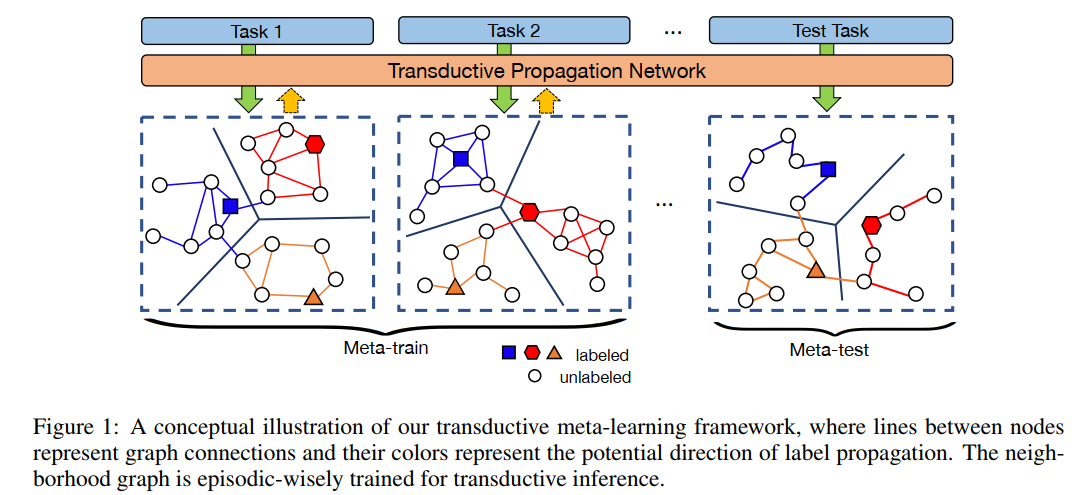 Task 1
Task 2
...
Test Task
Transductive Propagation Network
...
Meta-train
Meta-test
labeled
unlabeled
Figure 1: A conceptual illustration of our transductive meta-learning framework, where lines between nodes
represent graph connections and their colors represent the potential direction of label propagation. The neigh-
borhood graph is episodic-wisely trained for transductive inference.